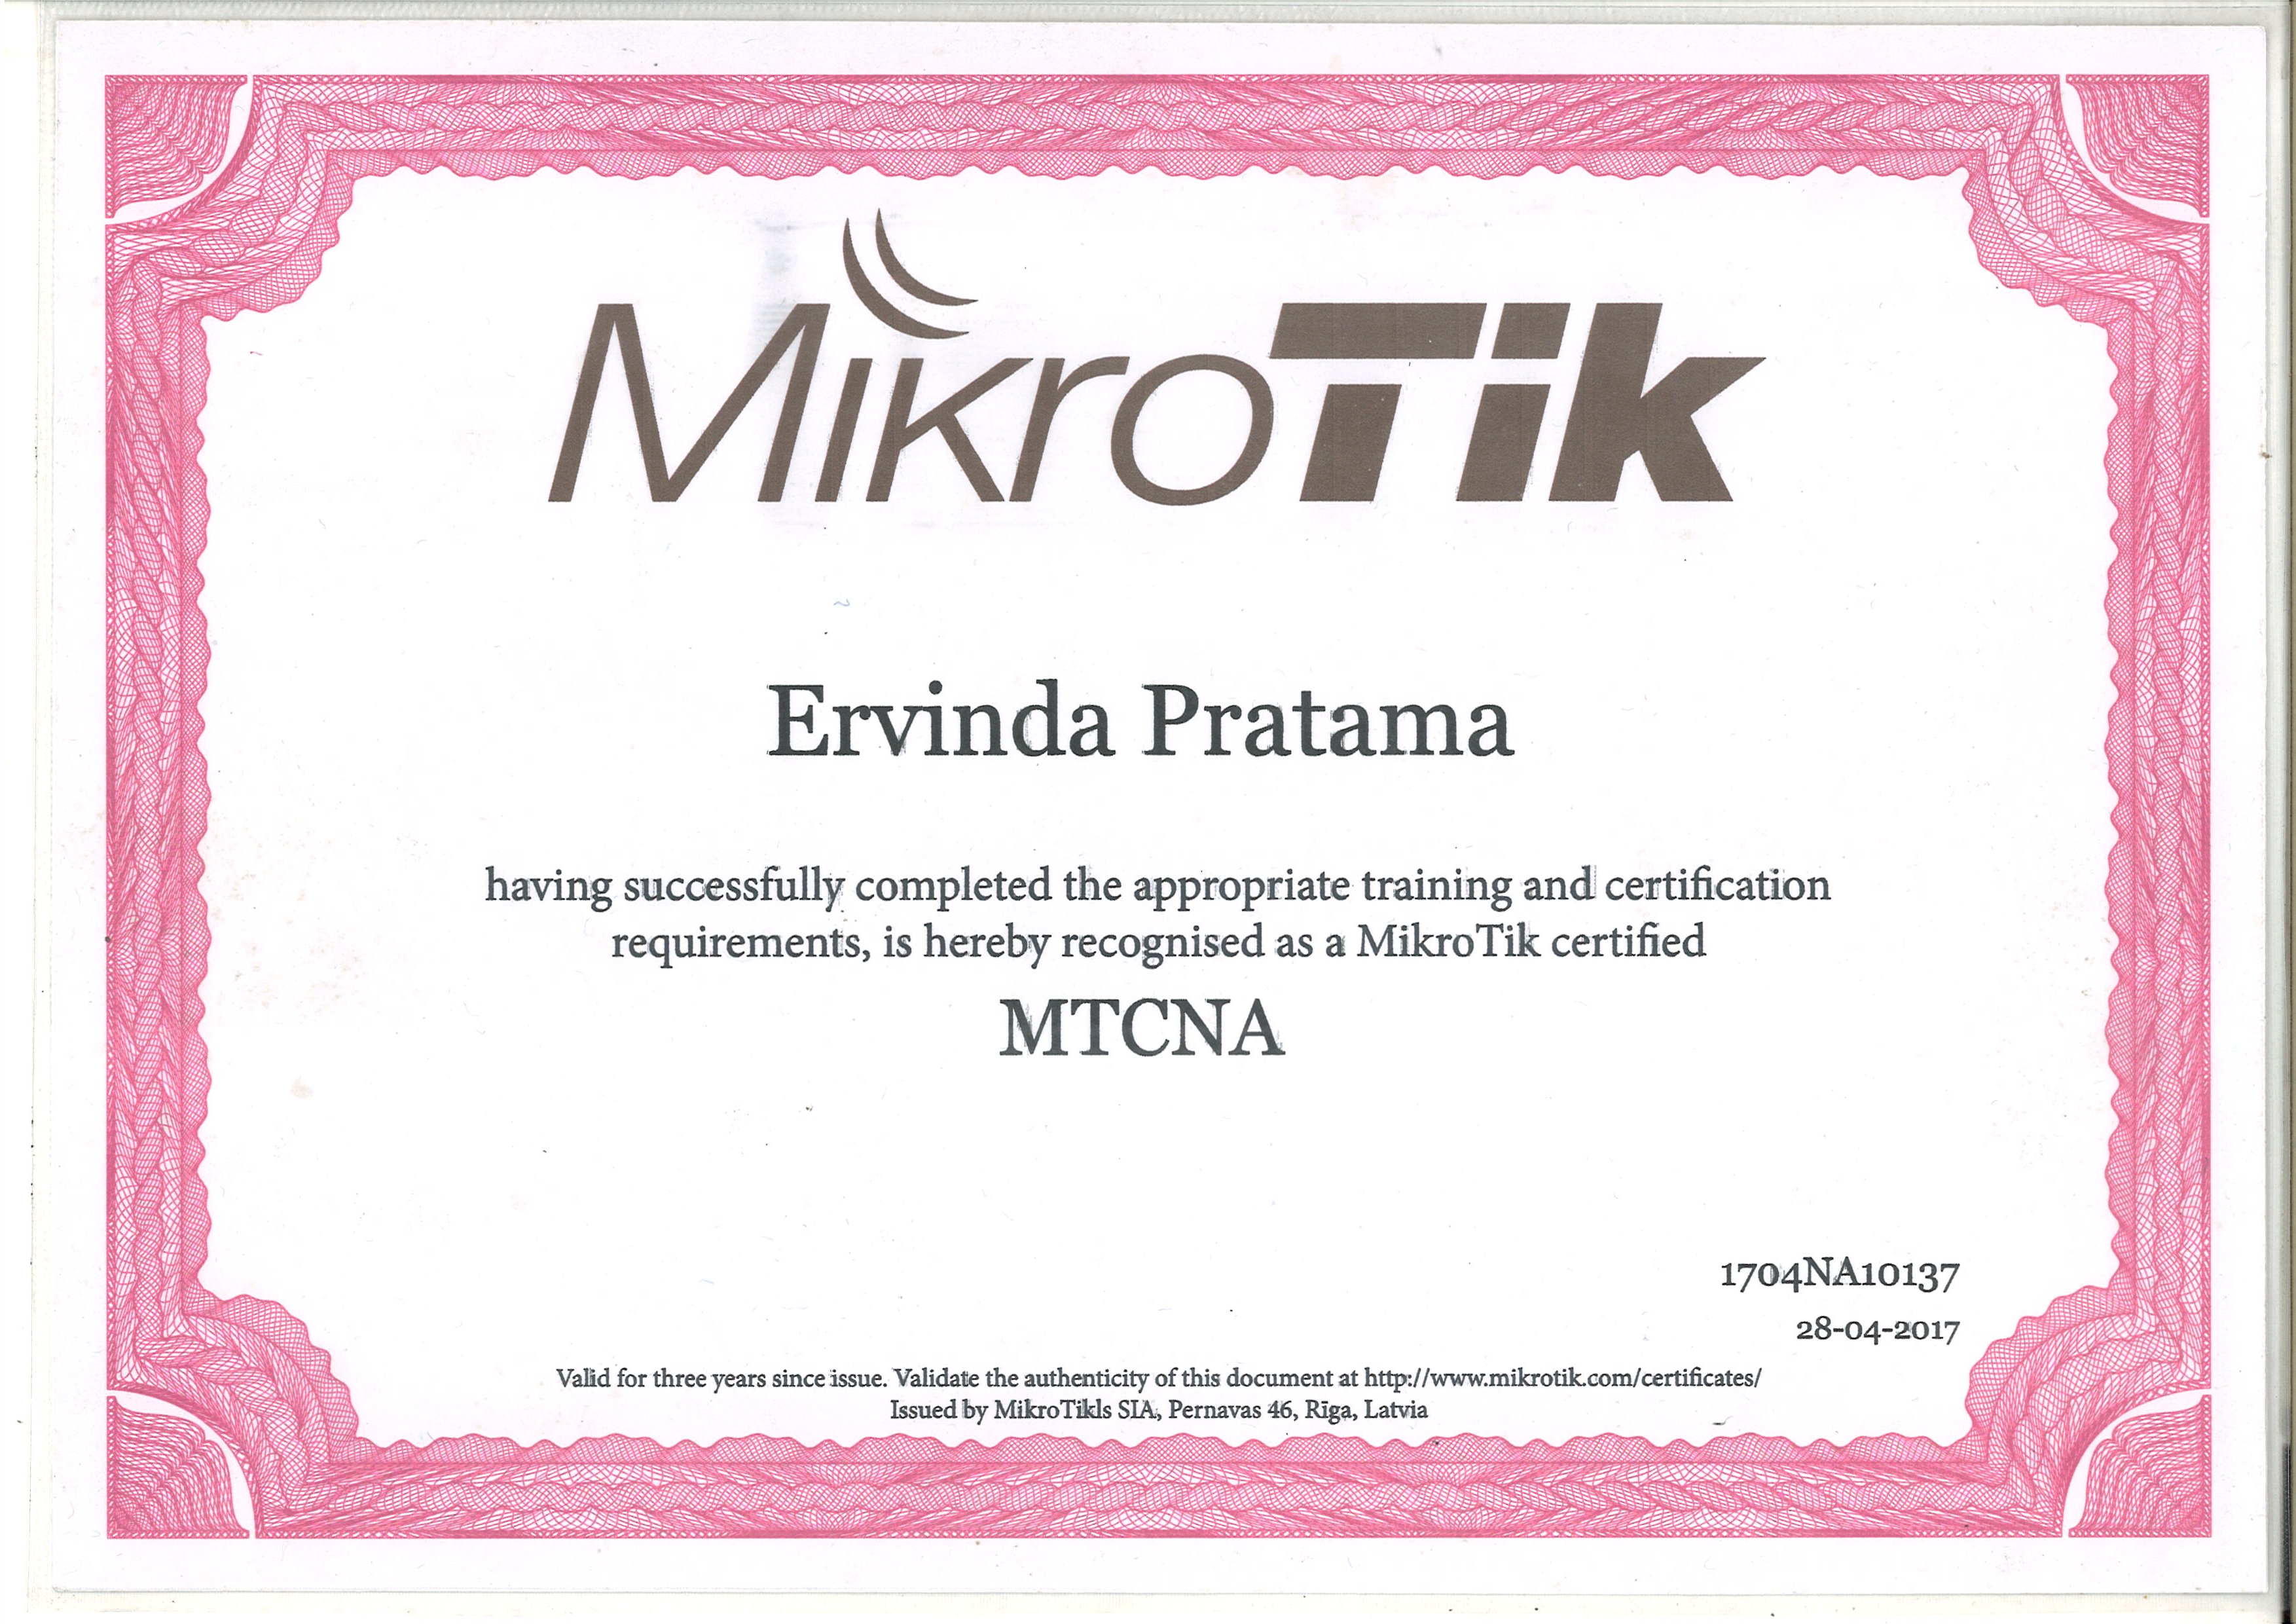 MikroTik
Ervinda Pratama
having successfully completed the appropriate training and certification
requirements, is hereby recognised as a MikroTik certified
MTCNA
1704NA10137
28-04-2017
Valid for three years since issue. Validate the authenticity of this document at http://www.mikrotik.com/certificates/
Issued by MikroTikls SIA, Pernavas 46, Rīga, Latvia